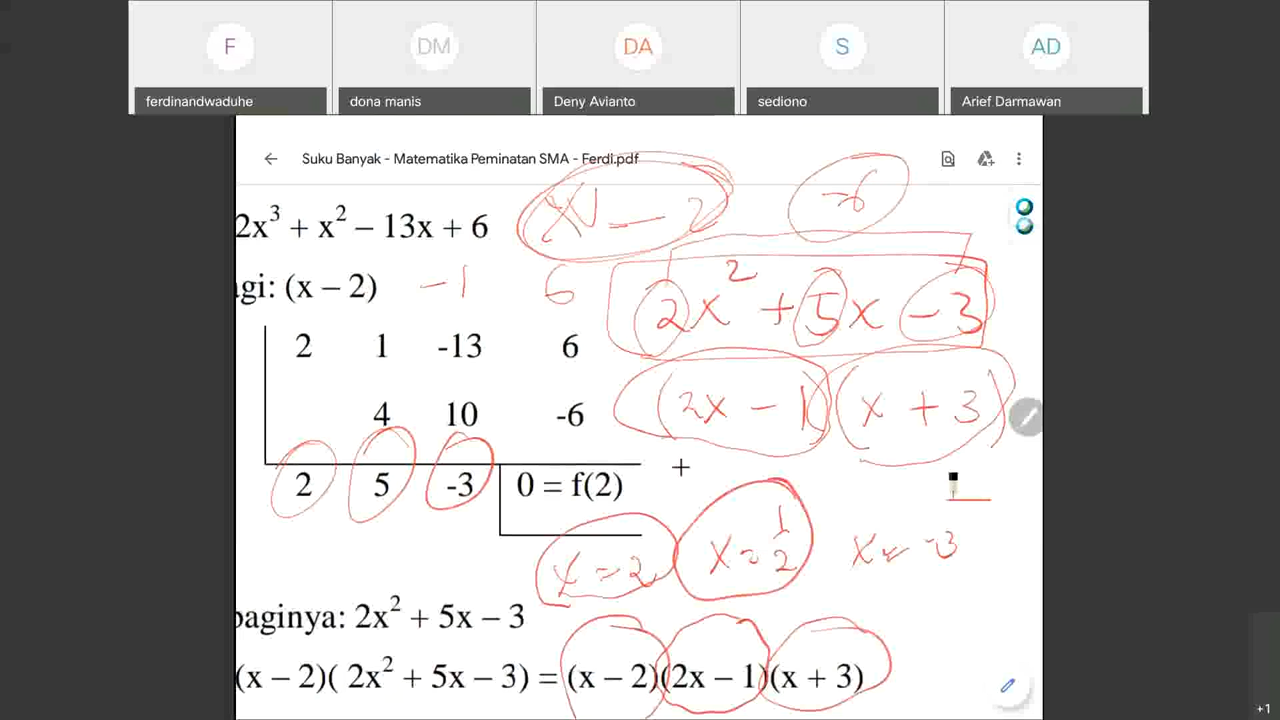 F DM DA S AD
ferdinandwaduhe dona manis Deny Avianto sediono Arief Darmawan
Suku Banyak - Matematika Peminatan SMA - Ferdi.pdf
2x³ + x² − 13x + 6
− 2
-6
gi: (x – 2)
-1 6
2x² + 5x - 3
2 1 -13 6
(2x - 1) (x + 3)
4 10 -6
+
2 5 -3 0 = f(2)
x = 2 x = 1/2 x = -3
baginya: 2x² + 5x – 3
(x – 2)( 2x² + 5x – 3) = (x – 2)(2x – 1)(x + 3)
+1